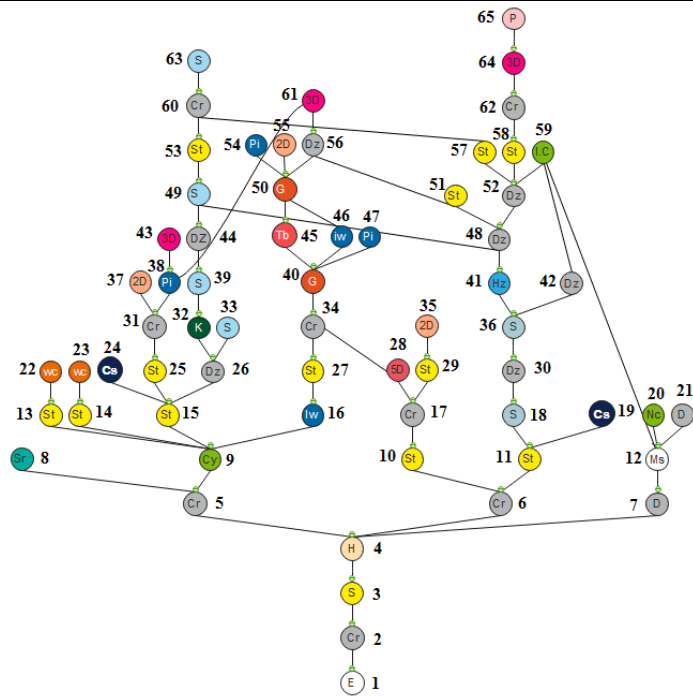 65 P
64 3D
63 S
61 3D
60 Cr
62 Cr
55
58 59
54 Pi 2D Dz 56
53 St
57 St St I.C
49 S
50 G
51 St
Dz 52
46 47
43 3D
DZ 44
Tb 45 iw Pi
48 Dz
37 2D
38 Pi
S 39
40 G
41 Hz
42 Dz
35
31 Cr
32 K
33 S
34 Cr
2D
36 S
28
22 wc
23 wc
24 Cs
25 St
26 Dz
27 St
5D
St 29
Dz 30
13 St
St 14
St 15
Iw 16
Cr 17
S 18
Cs 19
20 Nc
21 D
Sr 8
Cy 9
10 St
11 St
12 Ms
Cr 5
Cr 6
7 D
H 4
S 3
Cr 2
E 1